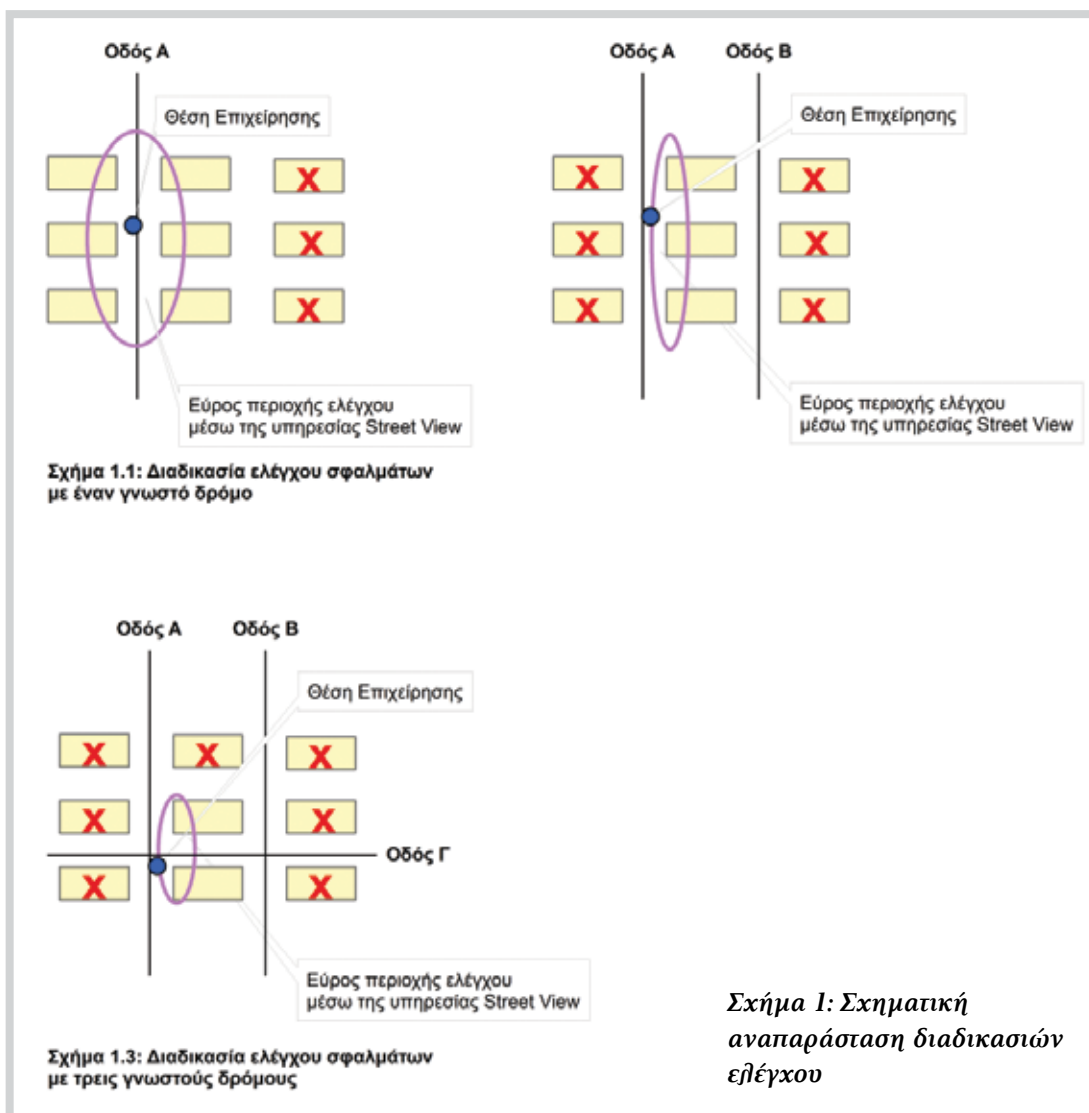 Οδός Α
Θέση Επιχείρησης
X
X
X
Εύρος περιοχής ελέγχου
μέσω της υπηρεσίας Street View
Σχήμα 1.1: Διαδικασία ελέγχου σφαλμάτων
με έναν γνωστό δρόμο
Οδός Α Οδός Β
Θέση Επιχείρησης
X X
X X
X X
Εύρος περιοχής ελέγχου
μέσω της υπηρεσίας Street View
Οδός Α Οδός Β
Θέση Επιχείρησης
X X X
X X
Οδός Γ
X X
Εύρος περιοχής ελέγχου
μέσω της υπηρεσίας Street View
Σχήμα 1.3: Διαδικασία ελέγχου σφαλμάτων
με τρεις γνωστούς δρόμους
Σχήμα 1: Σχηματική
αναπαράσταση διαδικασιών
ελέγχου